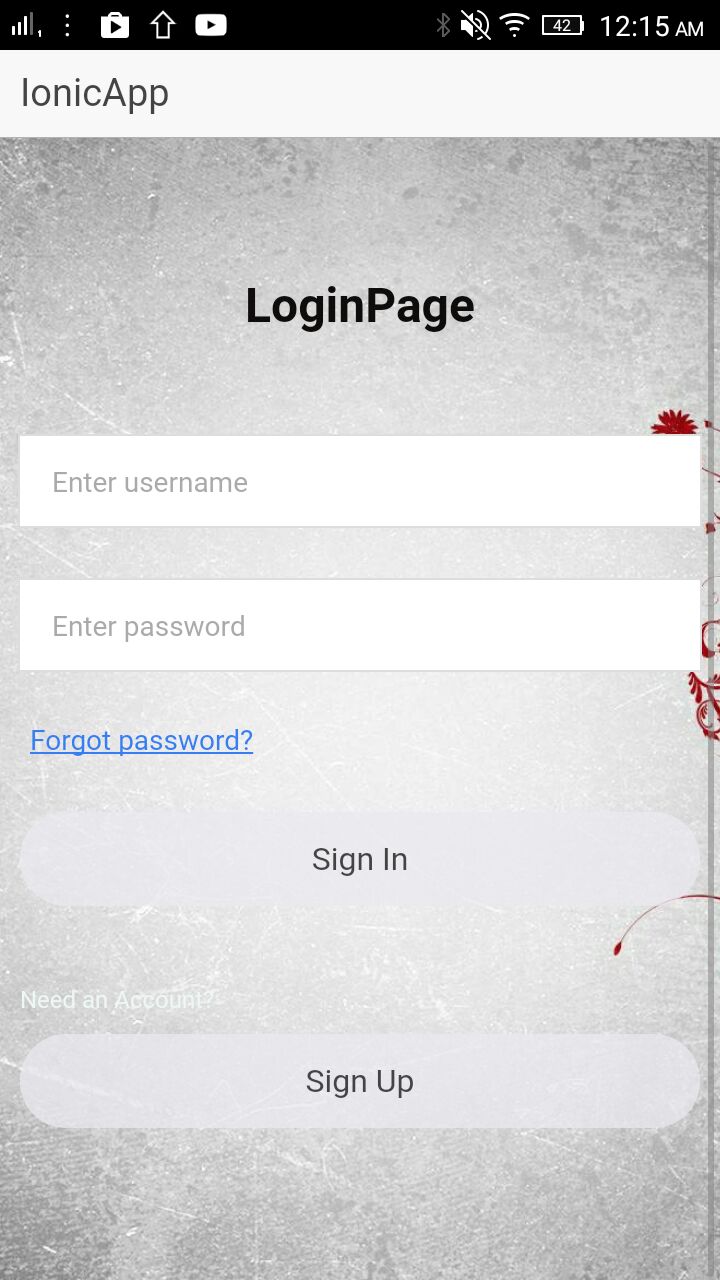 1 42 12:15 AM
IonicApp
LoginPage
Enter username
Enter password
Forgot password?
Sign In
Need an Account?
Sign Up